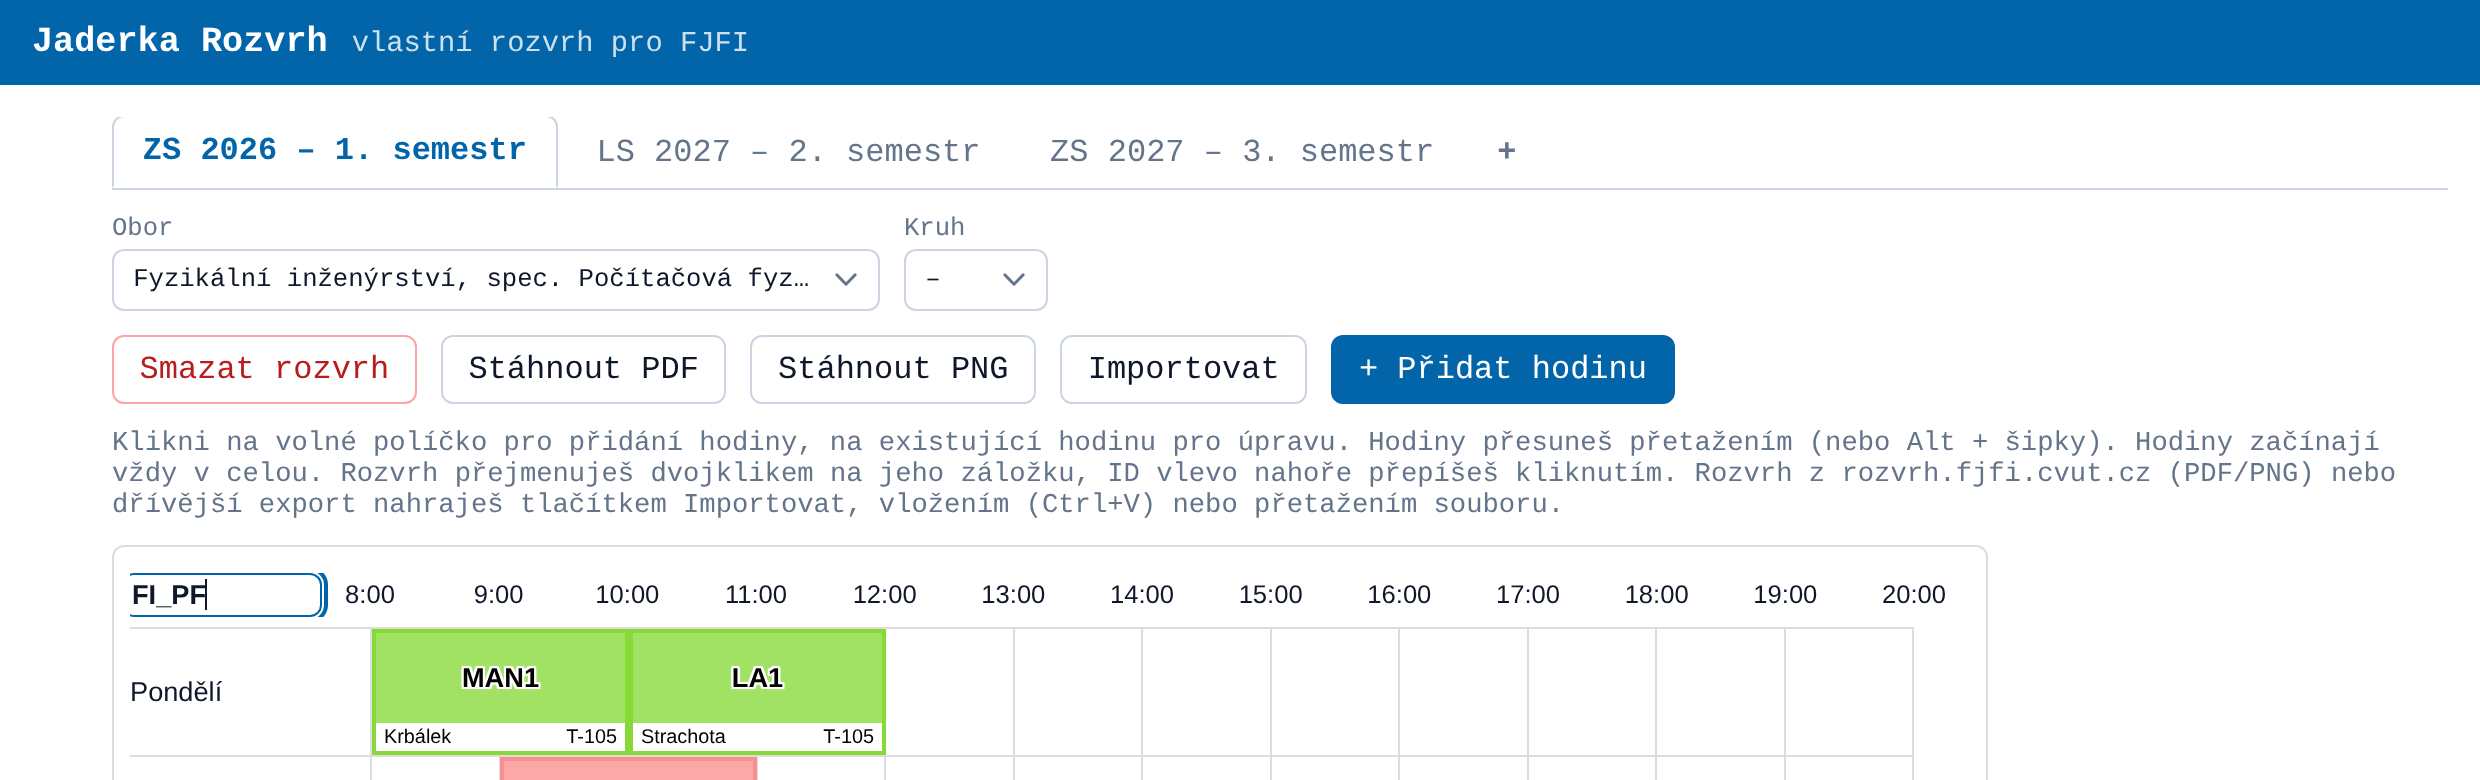 Jaderka Rozvrh vlastní rozvrh pro FJFI
ZS 2026 – 1. semestr LS 2027 – 2. semestr ZS 2027 – 3. semestr +
Obor Kruh
Fyzikální inženýrství, spec. Počítačová fyz… –
Smazat rozvrh Stáhnout PDF Stáhnout PNG Importovat + Přidat hodinu
Klikni na volné políčko pro přidání hodiny, na existující hodinu pro úpravu. Hodiny přesuneš přetažením (nebo Alt + šipky). Hodiny začínají
vždy v celou. Rozvrh přejmenuješ dvojklikem na jeho záložku, ID vlevo nahoře přepíšeš kliknutím. Rozvrh z rozvrh.fjfi.cvut.cz (PDF/PNG) nebo
dřívější export nahraješ tlačítkem Importovat, vložením (Ctrl+V) nebo přetažením souboru.
FI_PF 8:00 9:00 10:00 11:00 12:00 13:00 14:00 15:00 16:00 17:00 18:00 19:00 20:00
Pondělí MAN1 LA1
Krbálek T-105 Strachota T-105